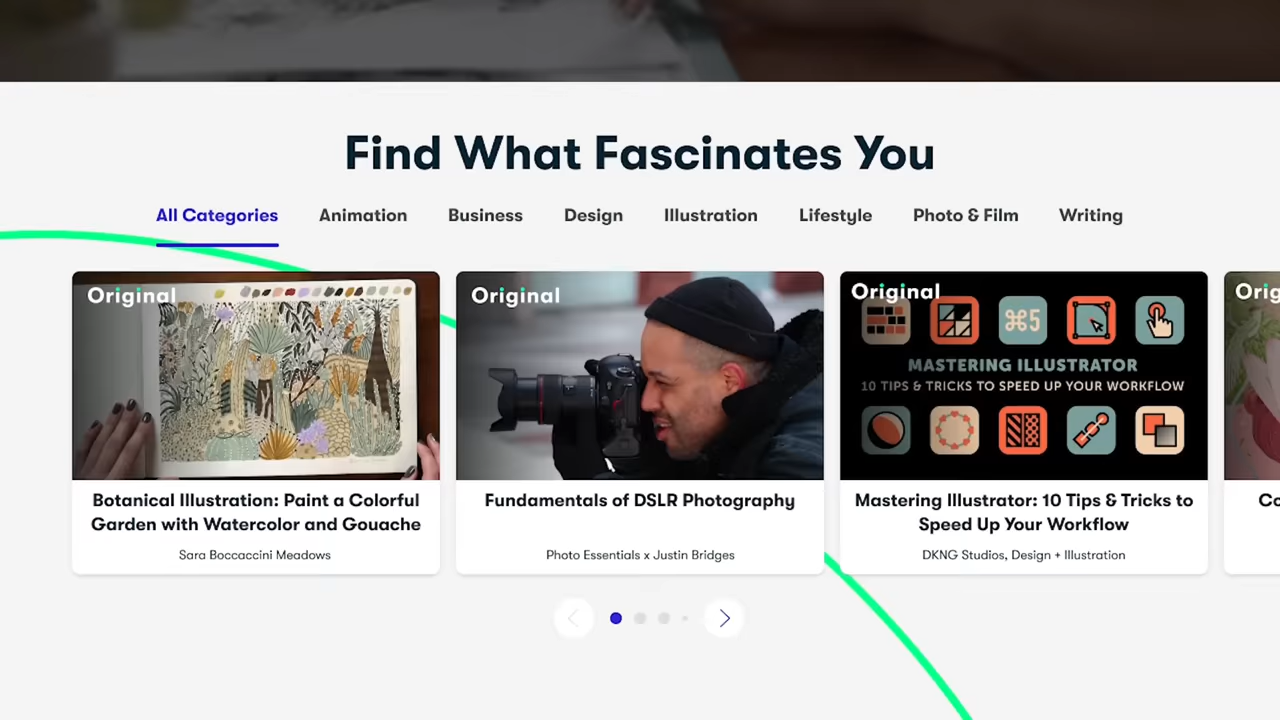 Find What Fascinates You
All Categories
Animation
Business
Design
Illustration
Lifestyle
Photo & Film
Writing
Original
Botanical Illustration: Paint a Colorful
Garden with Watercolor and Gouache
Sara Boccaccini Meadows
Original
Fundamentals of DSLR Photography
Photo Essentials x Justin Bridges
Original
⌘5
MASTERING ILLUSTRATOR
10 TIPS & TRICKS TO SPEED UP YOUR WORKFLOW
Mastering Illustrator: 10 Tips & Tricks to
Speed Up Your Workflow
DKNG Studios, Design + Illustration
Orig
Co